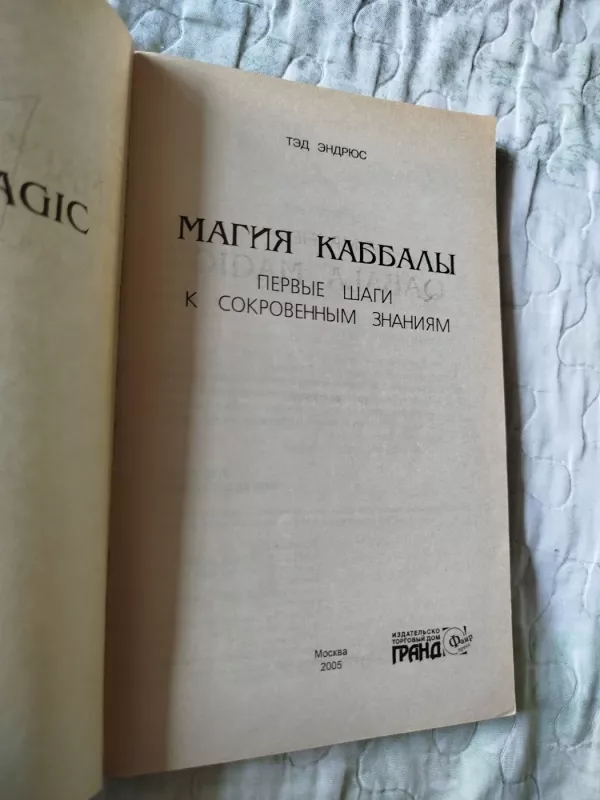 AGIC
ТЭД ЭНДРЮС
МАГИЯ КАББАЛЫ
ПЕРВЫЕ ШАГИ
К СОКРОВЕННЫМ ЗНАНИЯМ
Москва
2005
ИЗДАТЕЛЬСКО
ТОРГОВЫЙ ДОМ
ГРАНД
Фаир